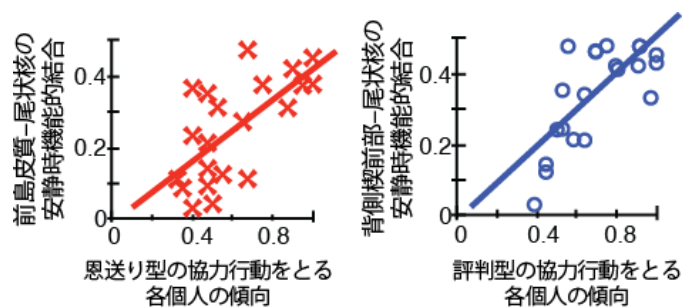 前島皮質-尾状核の
安静時機能的結合
0.4
0.2
0
0.4
0.8
恩送り型の協力行動をとる
各個人の傾向
背側楔前部-尾状核の
安静時機能的結合
0.4
0.2
0
0.4
0.8
評判型の協力行動をとる
各個人の傾向